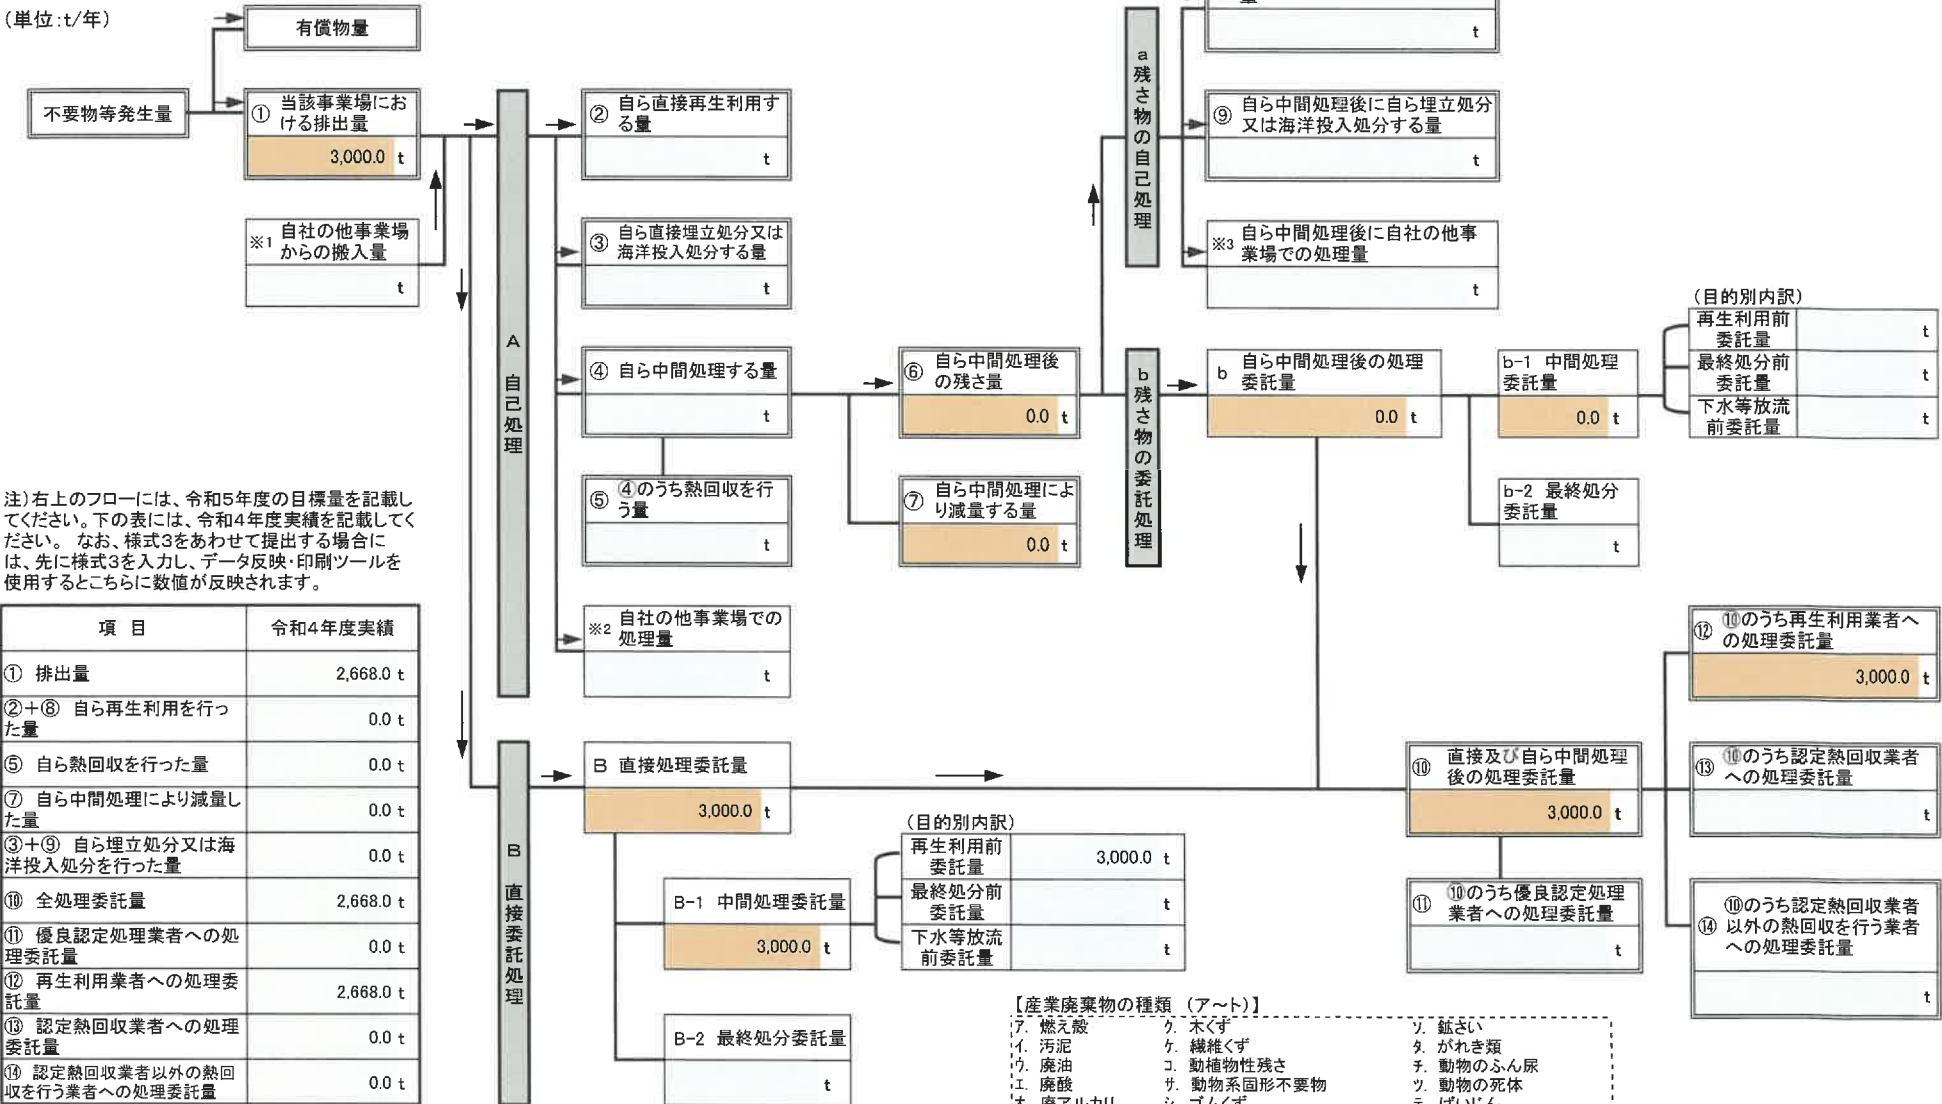 (単位:t/年)
有償物量
不要物等発生量
① 当該事業場にお
ける排出量
3,000.0 t
※1 自社の他事業場
からの搬入量
t
A 自己処理
② 自ら直接再生利用す
る量
t
③ 自ら直接埋立処分又は
海洋投入処分する量
t
④ 自ら中間処理する量
t
⑤ ④のうち熱回収を行
う量
t
※2 自社の他事業場での
処理量
t
⑥ 自ら中間処理後
の残さ量
0.0 t
⑦ 自ら中間処理によ
り減量する量
0.0 t
a 残さ物の自己処理
量
t
⑨ 自ら中間処理後に自ら埋立処分
又は海洋投入処分する量
t
※3 自ら中間処理後に自社の他事
業場での処理量
t
b 残さ物の委託処理
b 自ら中間処理後の処理
委託量
0.0 t
b-1 中間処理
委託量
0.0 t
b-2 最終処分
委託量
t
(目的別内訳)
再生利用前
委託量
t
最終処分前
委託量
t
下水等放流
前委託量
t
注)右上のフローには、令和5年度の目標量を記載し
てください。下の表には、令和4年度実績を記載してく
ださい。 なお、様式3をあわせて提出する場合に
は、先に様式3を入力し、データ反映・印刷ツールを
使用するとこちらに数値が反映されます。
項 目 令和4年度実績
① 排出量 2,668.0 t
②+⑧ 自ら再生利用を行っ
た量 0.0 t
⑤ 自ら熱回収を行った量 0.0 t
⑦ 自ら中間処理により減量し
た量 0.0 t
③+⑨ 自ら埋立処分又は海
洋投入処分を行った量 0.0 t
⑩ 全処理委託量 2,668.0 t
⑪ 優良認定処理業者への処
理委託量 0.0 t
⑫ 再生利用業者への処理委
託量 2,668.0 t
⑬ 認定熱回収業者への処理
委託量 0.0 t
⑭ 認定熱回収業者以外の熱回
収を行う業者への処理委託量 0.0 t
B 直接委託処理
B 直接処理委託量
3,000.0 t
B-1 中間処理委託量
3,000.0 t
B-2 最終処分委託量
t
(目的別内訳)
再生利用前
委託量
3,000.0 t
最終処分前
委託量
t
下水等放流
前委託量
t
⑩ 直接及び自ら中間処理
後の処理委託量
3,000.0 t
⑪ ⑩のうち優良認定処理
業者への処理委託量
t
⑫ ⑩のうち再生利用業者へ
の処理委託量
3,000.0 t
⑬ ⑩のうち認定熱回収業者
への処理委託量
t
⑭ ⑩のうち認定熱回収業者
以外の熱回収を行う業者
への処理委託量
t
【産業廃棄物の種類 (ア~ト)】
ア. 燃え殻 ク. 木くず ソ. 鉱さい
イ. 汚泥 ケ. 繊維くず タ. がれき類
ウ. 廃油 コ. 動植物性残さ チ. 動物のふん尿
エ. 廃酸 サ. 動物系固形不要物 ツ. 動物の死体
オ. 廃アルカリ シ. ゴムくず テ. ばいじん